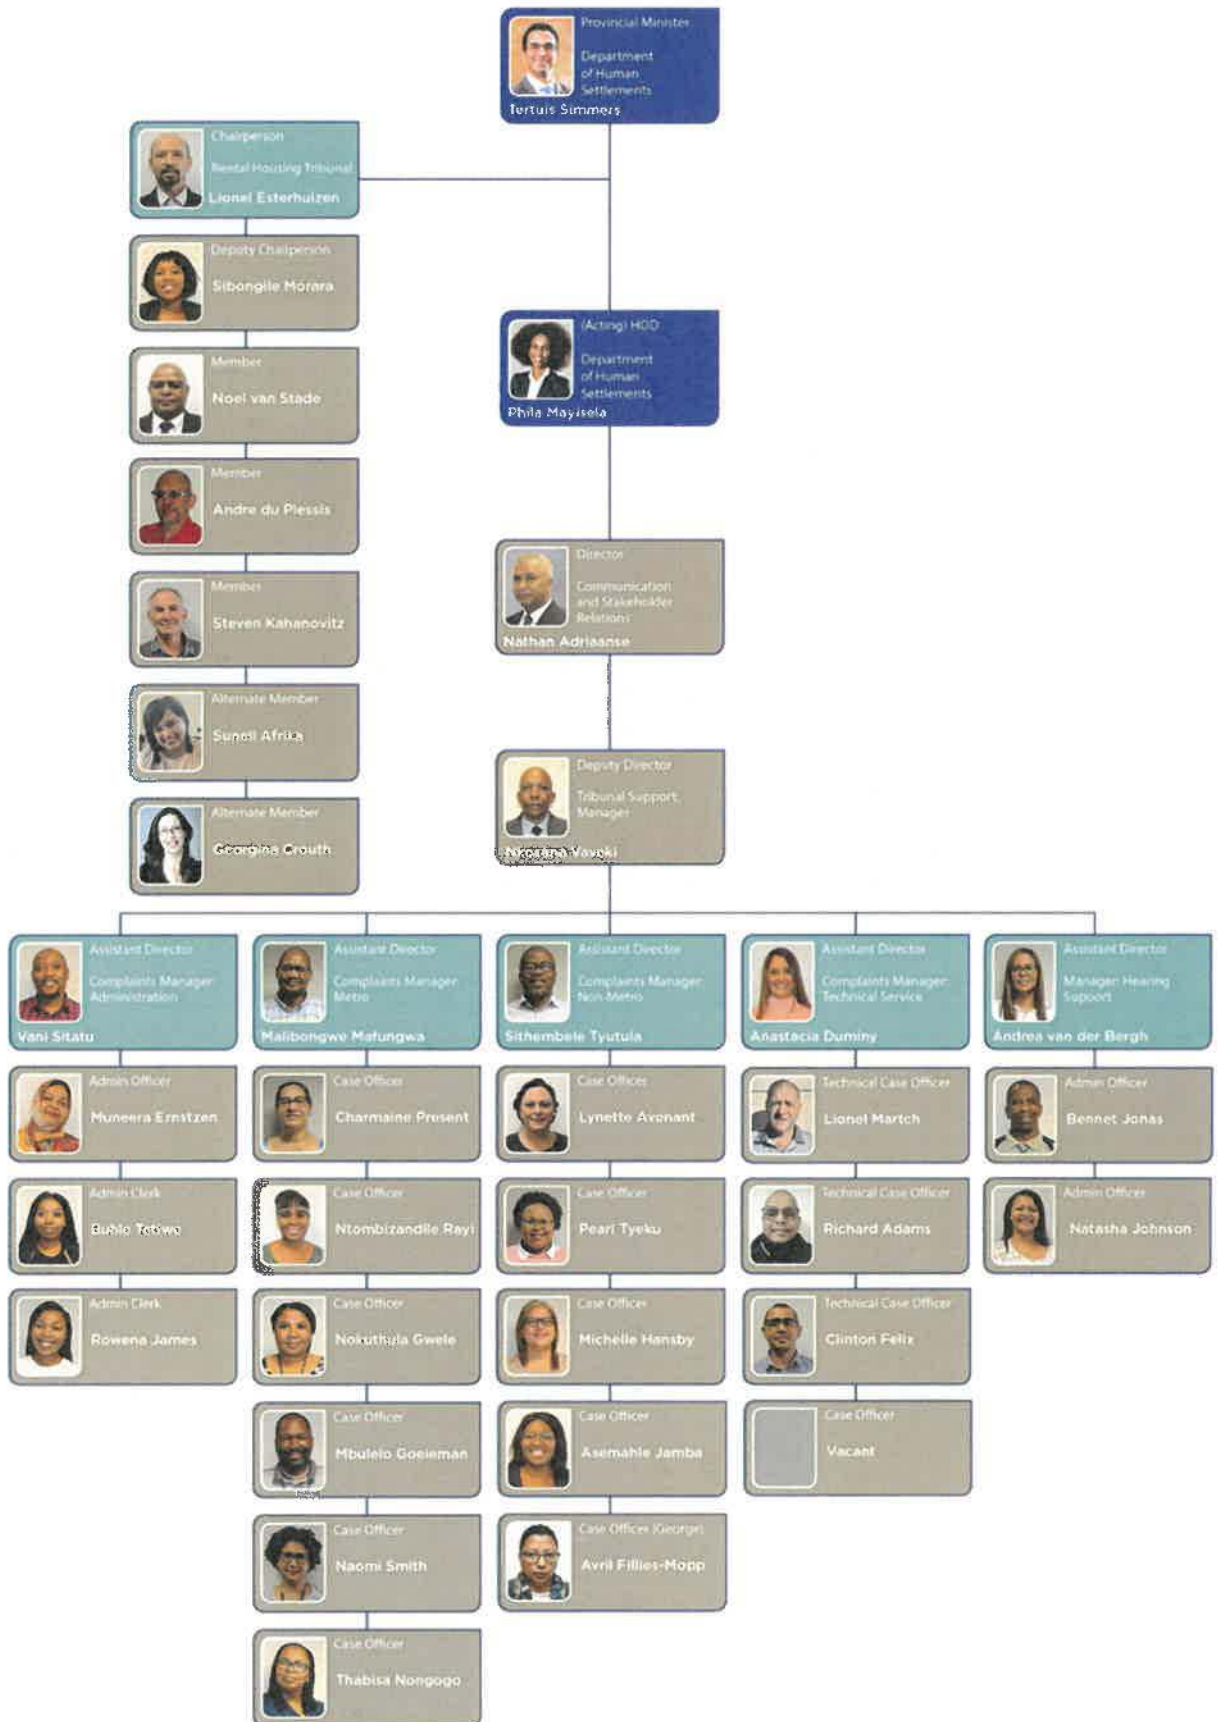 Provincial Minister
Department
of Human
Settlements
Tertuis Simmers
Chairperson
Rental Housing Tribunal
Lionel Esterhuizen
Deputy Chairperson
Sibongile Morara
Member
Noel van Stade
Member
Andre du Plessis
Member
Steven Kahanovitz
Alternate Member
Sunell Afrika
Alternate Member
Georgina Crouth
(Acting) HOD
Department
of Human
Settlements
Phila Mayisela
Director
Communication
and Stakeholder
Relations
Nathan Adriaanse
Deputy Director
Tribunal Support
Manager
Nkosana Vaveki
Assistant Director
Complaints Manager:
Administration
Vani Sitatu
Admin Officer
Muneera Ernstzen
Admin Clerk
Buhle Tetiwe
Admin Clerk
Rowena James
Assistant Director
Complaints Manager:
Metro
Malibongwe Mafungwa
Case Officer
Charmaine Present
Case Officer
Ntombizandile Rayi
Case Officer
Nokuthula Gwele
Case Officer
Mbulelo Goeieman
Case Officer
Naomi Smith
Case Officer
Thabisa Nongogo
Assistant Director
Complaints Manager:
Non-Metro
Sithembele Tyutula
Case Officer
Lynette Avenant
Case Officer
Pearl Tyeku
Case Officer
Michelle Hansby
Case Officer
Asemahle Jamba
Case Officer (George)
Avril Fillies-Mopp
Assistant Director
Complaints Manager:
Technical Service
Anastacia Duminy
Technical Case Officer
Lionel Martch
Technical Case Officer
Richard Adams
Technical Case Officer
Clinton Felix
Case Officer
Vacant
Assistant Director
Manager Hearing
Support
Andrea van der Bergh
Admin Officer
Bennet Jonas
Admin Officer
Natasha Johnson